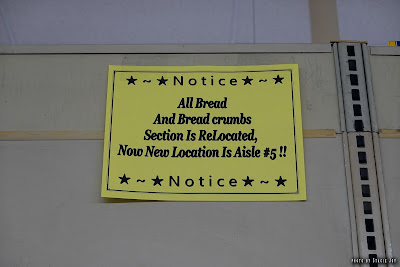 ★~★Notice★~★
All Bread
And Bread crumbs
Section Is ReLocated,
Now New Location Is Aisle #5 !!
★~★Notice★~★